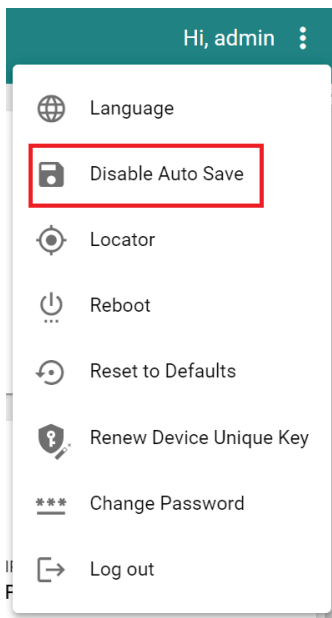 Hi, admin
Language
Disable Auto Save
Locator
Reboot
Reset to Defaults
Renew Device Unique Key
***
Change Password
Log out